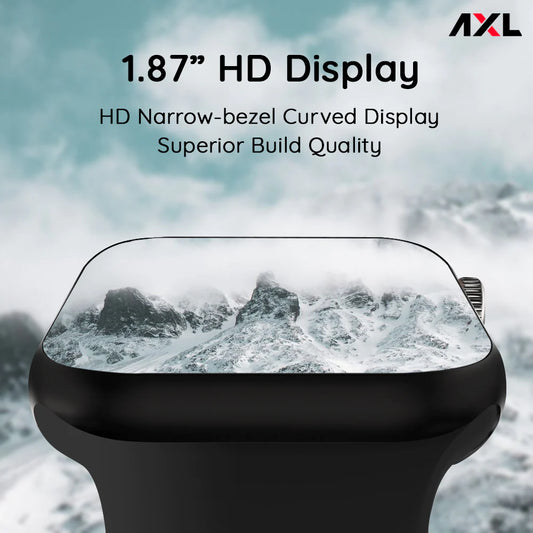 AXL
1.87” HD Display
HD Narrow-bezel Curved Display
Superior Build Quality